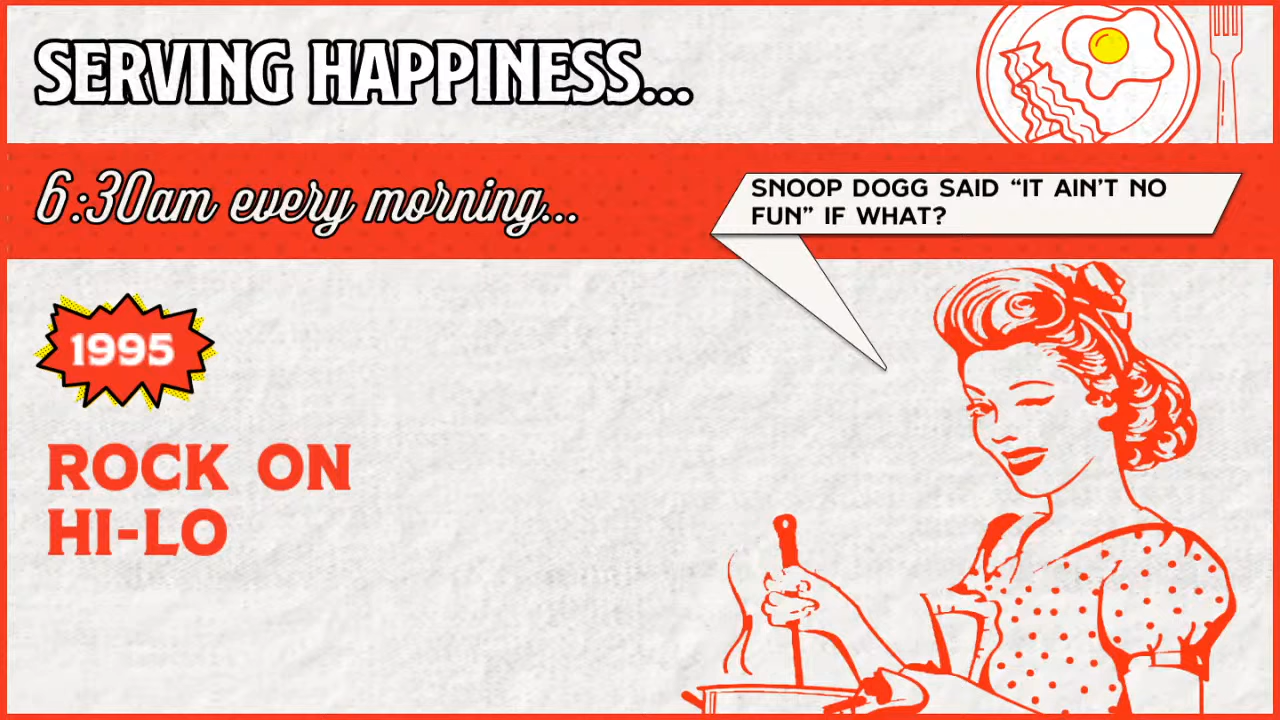 SERVING HAPPINESS...
6:30am every morning...
SNOOP DOGG SAID “IT AIN’T NO
FUN” IF WHAT?
1995
ROCK ON
HI-LO